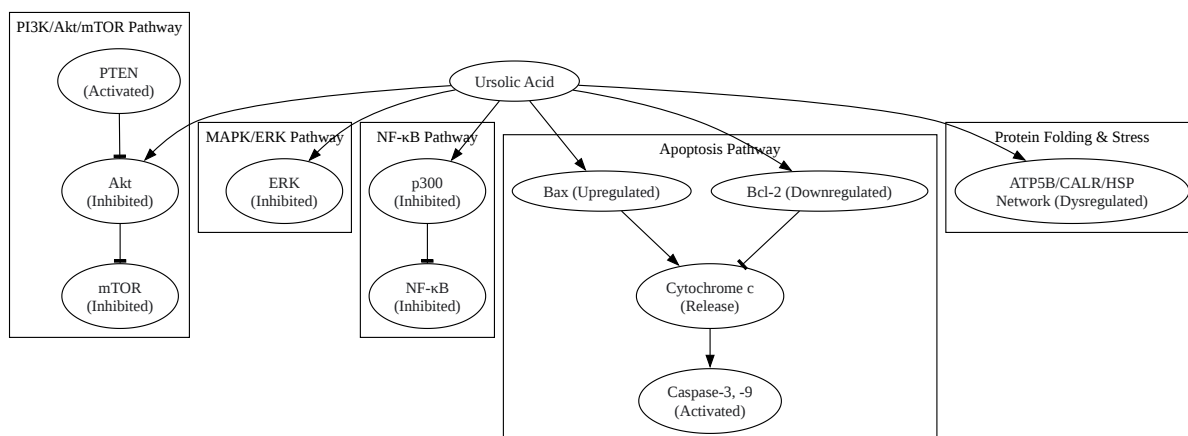 PI3K/Akt/mTOR Pathway
PTEN
(Activated)
Akt
(Inhibited)
mTOR
(Inhibited)
Ursolic Acid
MAPK/ERK Pathway
ERK
(Inhibited)
NF-κB Pathway
p300
(Inhibited)
NF-κB
(Inhibited)
Apoptosis Pathway
Bax (Upregulated)
Bcl-2 (Downregulated)
Cytochrome c
(Release)
Caspase-3, -9
(Activated)
Protein Folding & Stress
ATP5B/CALR/HSP
Network (Dysregulated)